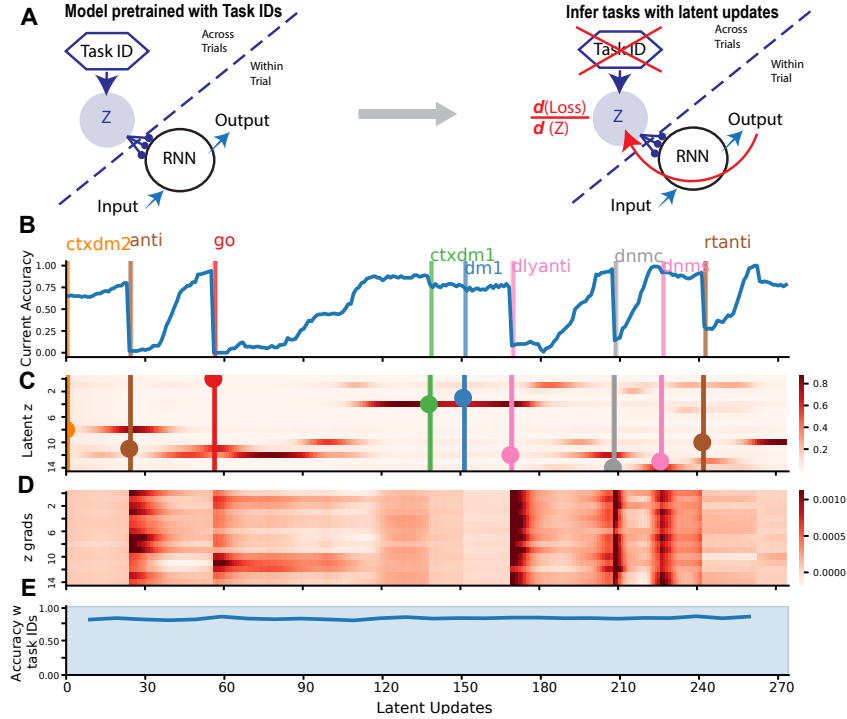 A
Model pretrained with Task IDs
Infer tasks with latent updates
Task ID
Across
Trials
Within
Trial
Z
RNN
Output
Input
Task ID
Across
Trials
Within
Trial
d(Loss)
d (Z)
Z
RNN
Output
Input
B
ctxdm2
anti
go
ctxdm1
dm1
dlyanti
dnmc
dnms
rtanti
Current Accuracy
1.00
0.75
0.50
0.25
0.00
C
Latent z
2
6
10
14
0.8
0.6
0.4
0.2
D
z grads
2
6
10
14
0.0010
0.0005
0.0000
E
Accuracy w
task IDs
1.00
0.50
0.00
0 30 60 90 120 150 180 210 240 270
Latent Updates